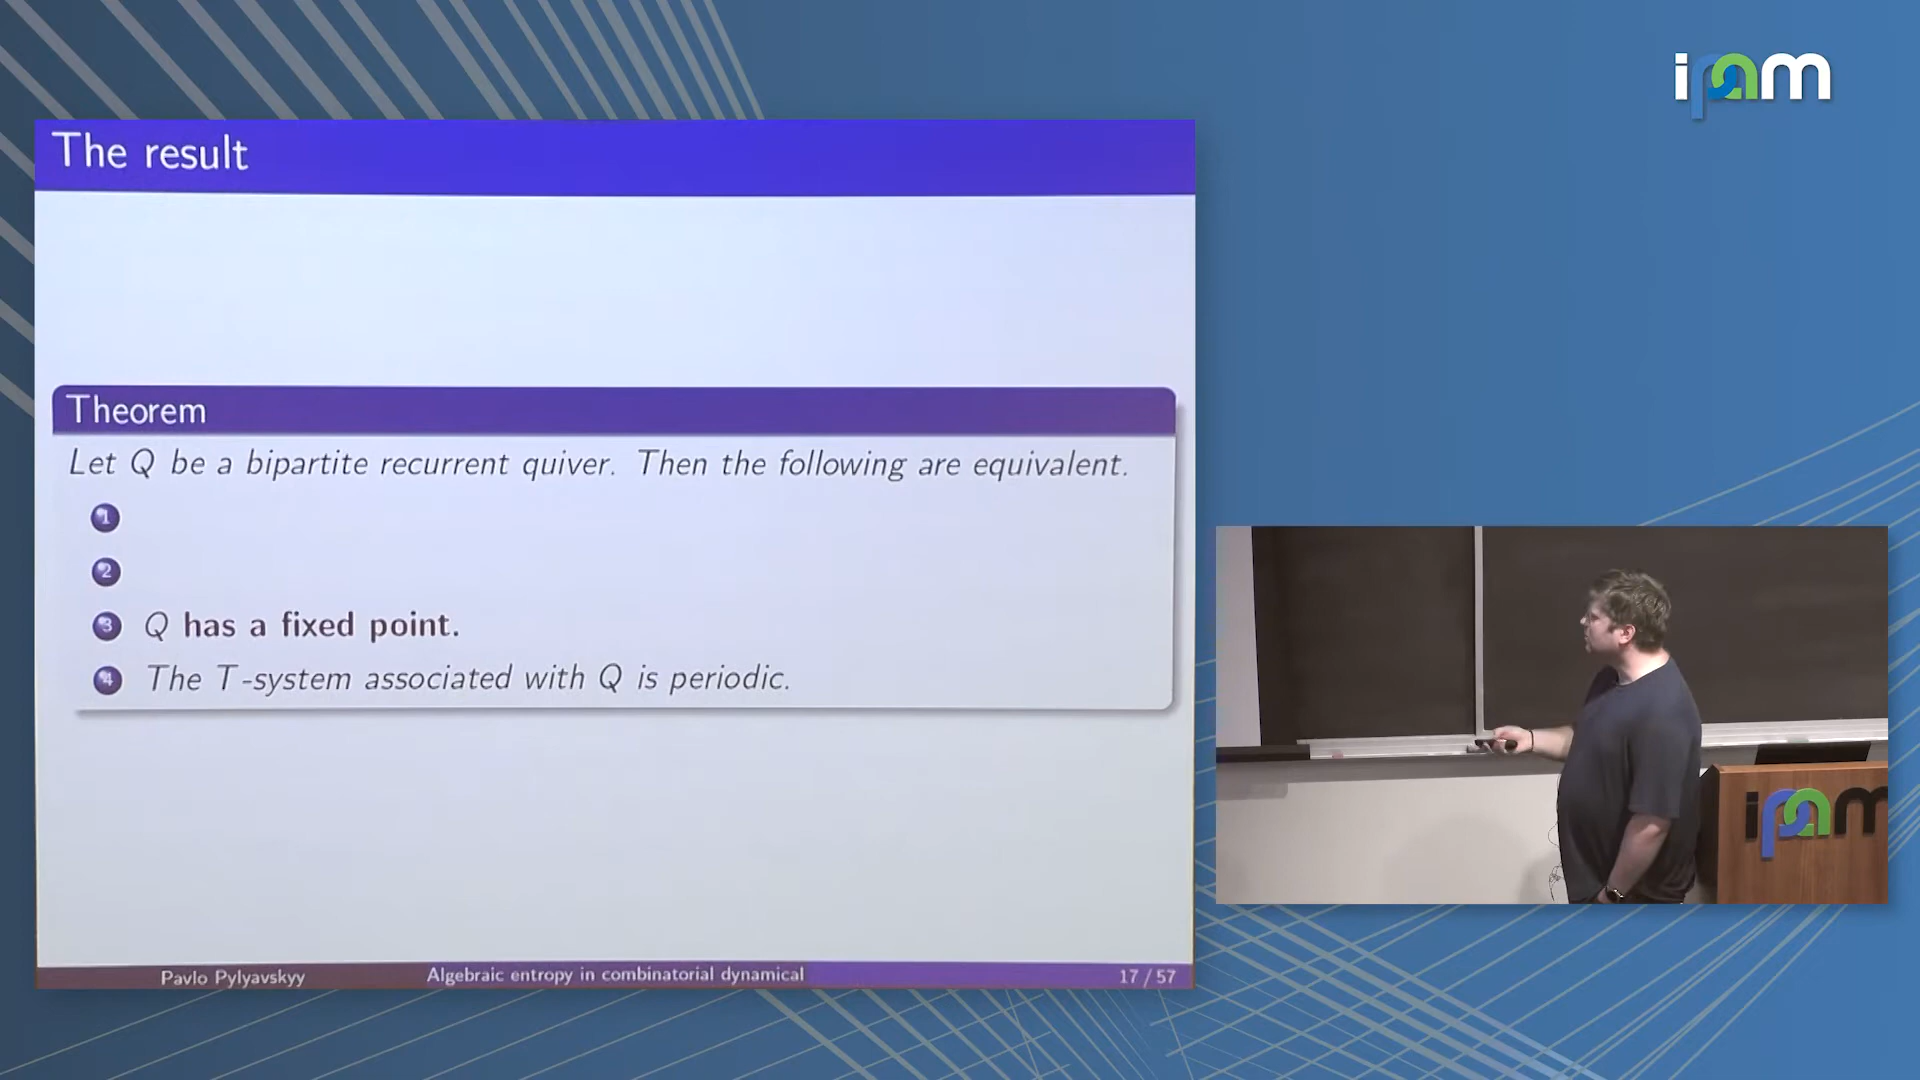 ipam
The result
Theorem
Let Q be a bipartite recurrent quiver. Then the following are equivalent.
1
2
3 Q has a fixed point.
4 The T-system associated with Q is periodic.
Pavlo Pylyavskyy Algebraic entropy in combinatorial dynamical 17 / 57
ipam